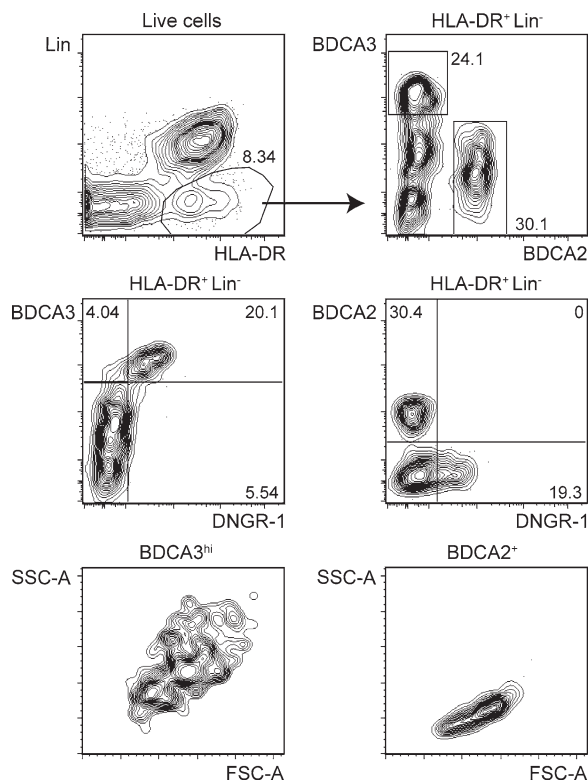 Live cells
Lin
8.34
HLA-DR
HLA-DR⁺ Lin⁻
BDCA3
24.1
30.1
BDCA2
HLA-DR⁺ Lin⁻
BDCA3
4.04
20.1
5.54
DNGR-1
HLA-DR⁺ Lin⁻
BDCA2
30.4
0
19.3
DNGR-1
BDCA3ʰⁱ
SSC-A
FSC-A
BDCA2⁺
SSC-A
FSC-A